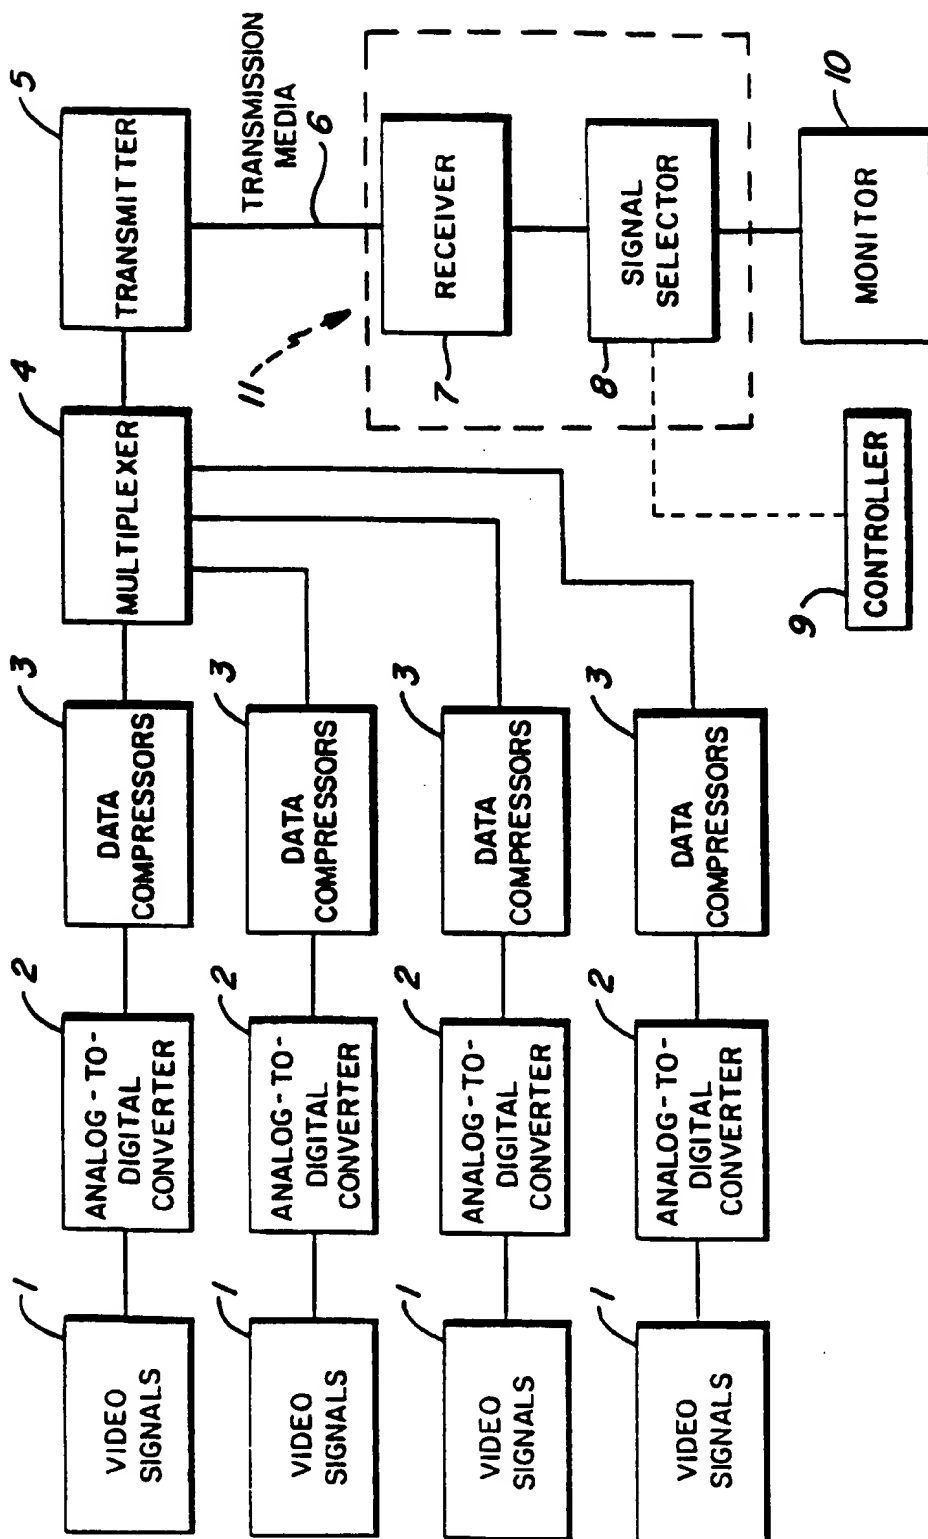 5
TRANSMITTER
TRANSMISSION
MEDIA
6
4
MULTIPLEXER
11
RECEIVER
7
SIGNAL
SELECTOR
8
10
MONITOR
9
CONTROLLER
3
DATA
COMPRESSORS
3
DATA
COMPRESSORS
3
DATA
COMPRESSORS
3
DATA
COMPRESSORS
2
ANALOG-TO-
DIGITAL
CONVERTER
2
ANALOG-TO-
DIGITAL
CONVERTER
2
ANALOG-TO-
DIGITAL
CONVERTER
2
ANALOG-TO-
DIGITAL
CONVERTER
1
VIDEO
SIGNALS
1
VIDEO
SIGNALS
1
VIDEO
SIGNALS
1
VIDEO
SIGNALS